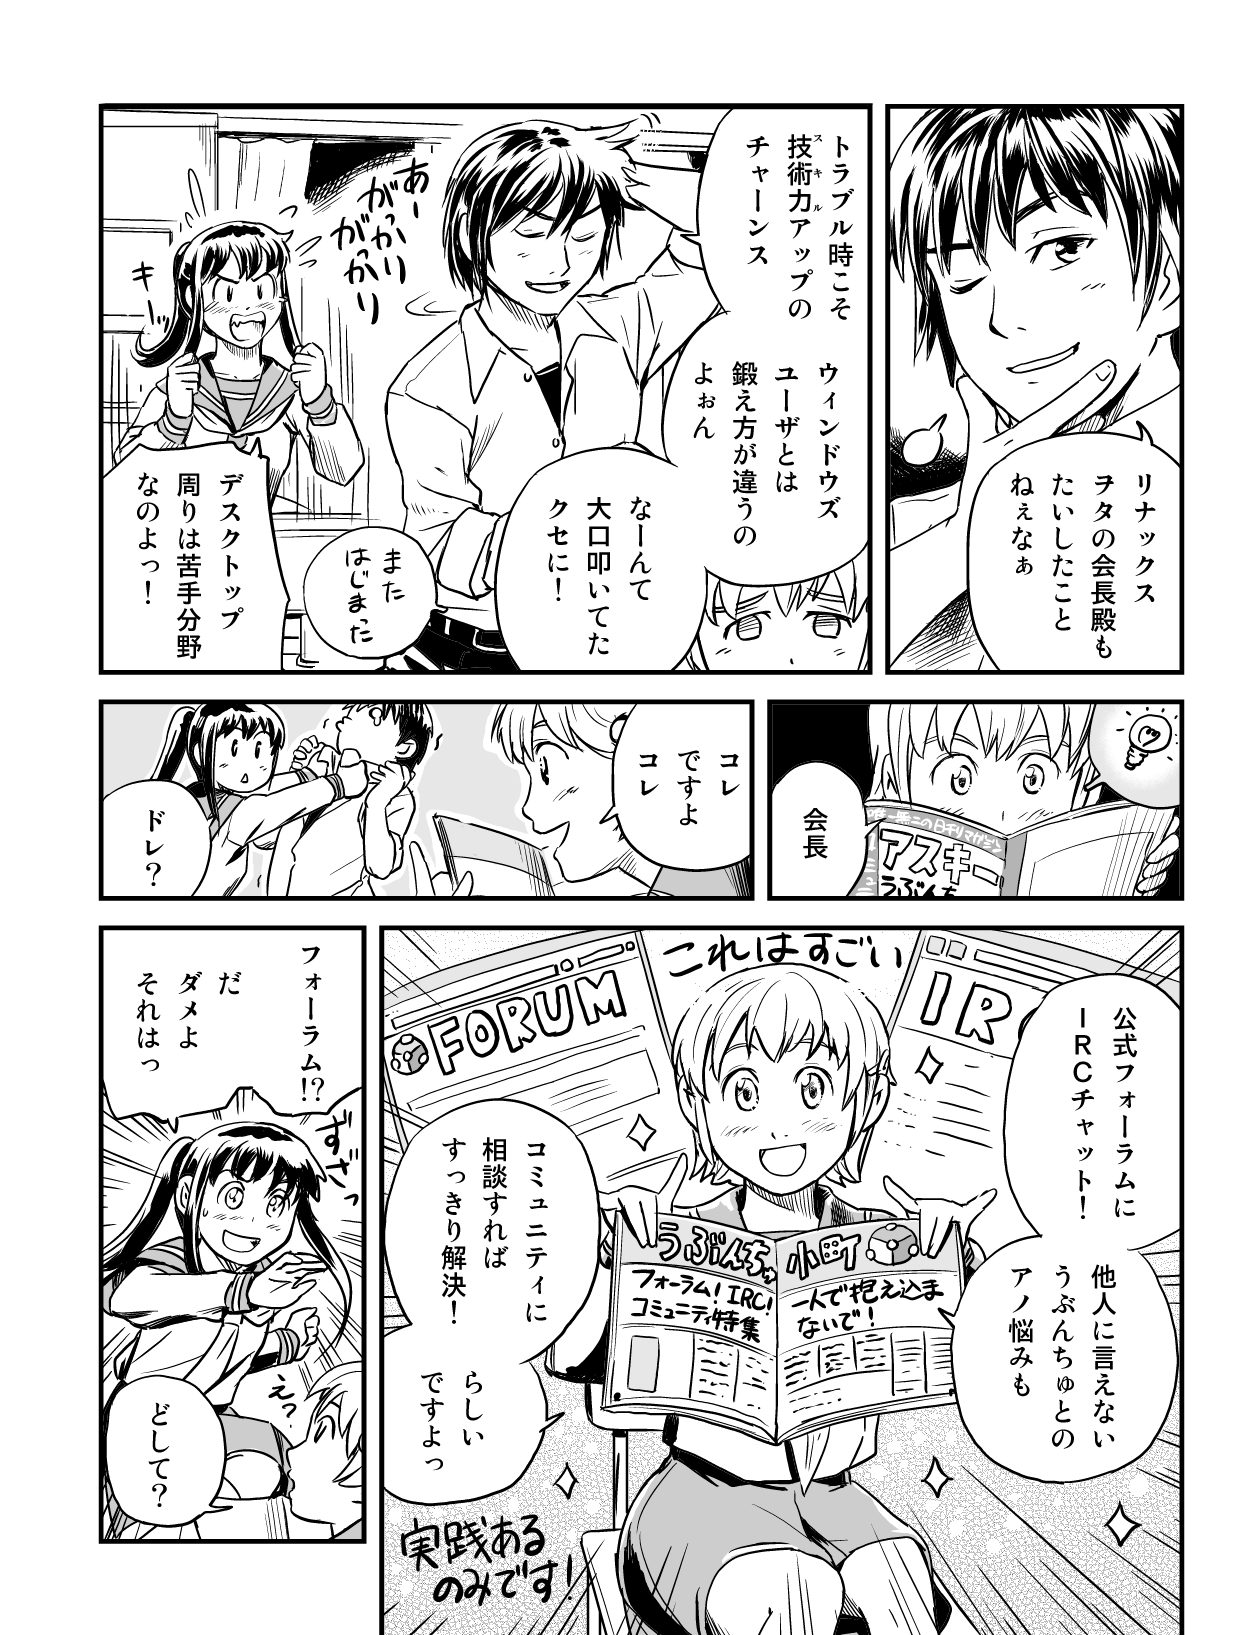 リナックス
ヲタの会長殿も
たいしたこと
ねぇなぁ
トラブル時こそ
技術力アップの
スキル
チャーンス
ウィンドウズ
ユーザとは
鍛え方が違うの
よぉん
なーんて
大口叩いてた
クセに！
あー
がっかり
がっかり
また
はじまった
キーッ
デスクトップ
周りは苦手分野
なのよっ！
会長
アスキー
うぶんちゅ
コレ
ですよ
コレ
ドレ？
これはすごい
FORUM
公式フォーラムに
IRCチャット！
他人に言えない
うぶんちゅとの
アノ悩みも
コミュニティに
相談すれば
すっきり解決！
らしい
ですよっ
うぶんちゅ
フォーラム！IRC！
コミュニティ特集
小町
一人で抱え込ま
ないで！
実践ある
のみです！
フォーラム!?
だ
ダメよ
それはっ
ずざっ
えっ
どして？